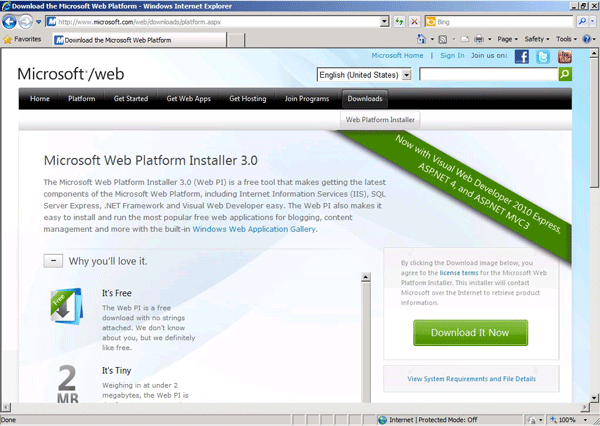 Download the Microsoft Web Platform - Windows Internet Explorer
http://www.microsoft.com/web/downloads/platform.aspx
Bing
Favorites
Download the Microsoft Web Platform
Page
Safety
Tools
Microsoft Home | Sign In Join us on:
Microsoft /web
English (United States)
Home Platform Get Started Get Web Apps Get Hosting Join Programs Downloads
Web Platform Installer
Now with Visual Web Developer 2010 Express,
ASP.NET 4, and ASP.NET MVC3
Microsoft Web Platform Installer 3.0
The Microsoft Web Platform Installer 3.0 (Web PI) is a free tool that makes getting the latest
components of the Microsoft Web Platform, including Internet Information Services (IIS), SQL
Server Express, .NET Framework and Visual Web Developer easy. The Web PI also makes it
easy to install and run the most popular free web applications for blogging, content
management and more with the built-in Windows Web Application Gallery.
Why you'll love it.
Free
It's Free
The Web PI is a free
download with no strings
attached. We don't know
about you, but we definitely
like free.
2
MB
It's Tiny
Weighing in at under 2
megabytes, the Web PI is
By clicking the Download image below, you
agree to the license terms for the Microsoft Web
Platform Installer. This installer will contact
Microsoft over the Internet to retrieve product
information.
Download It Now
View System Requirements and File Details
Done
Internet | Protected Mode: Off
100%